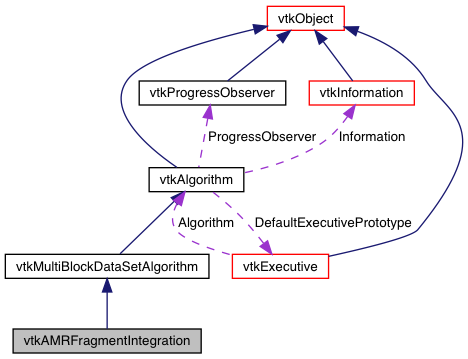 vtkObject
vtkProgressObserver
vtkInformation
ProgressObserver
Information
vtkAlgorithm
Algorithm
DefaultExecutivePrototype
vtkMultiBlockDataSetAlgorithm
vtkExecutive
vtkAMRFragmentIntegration